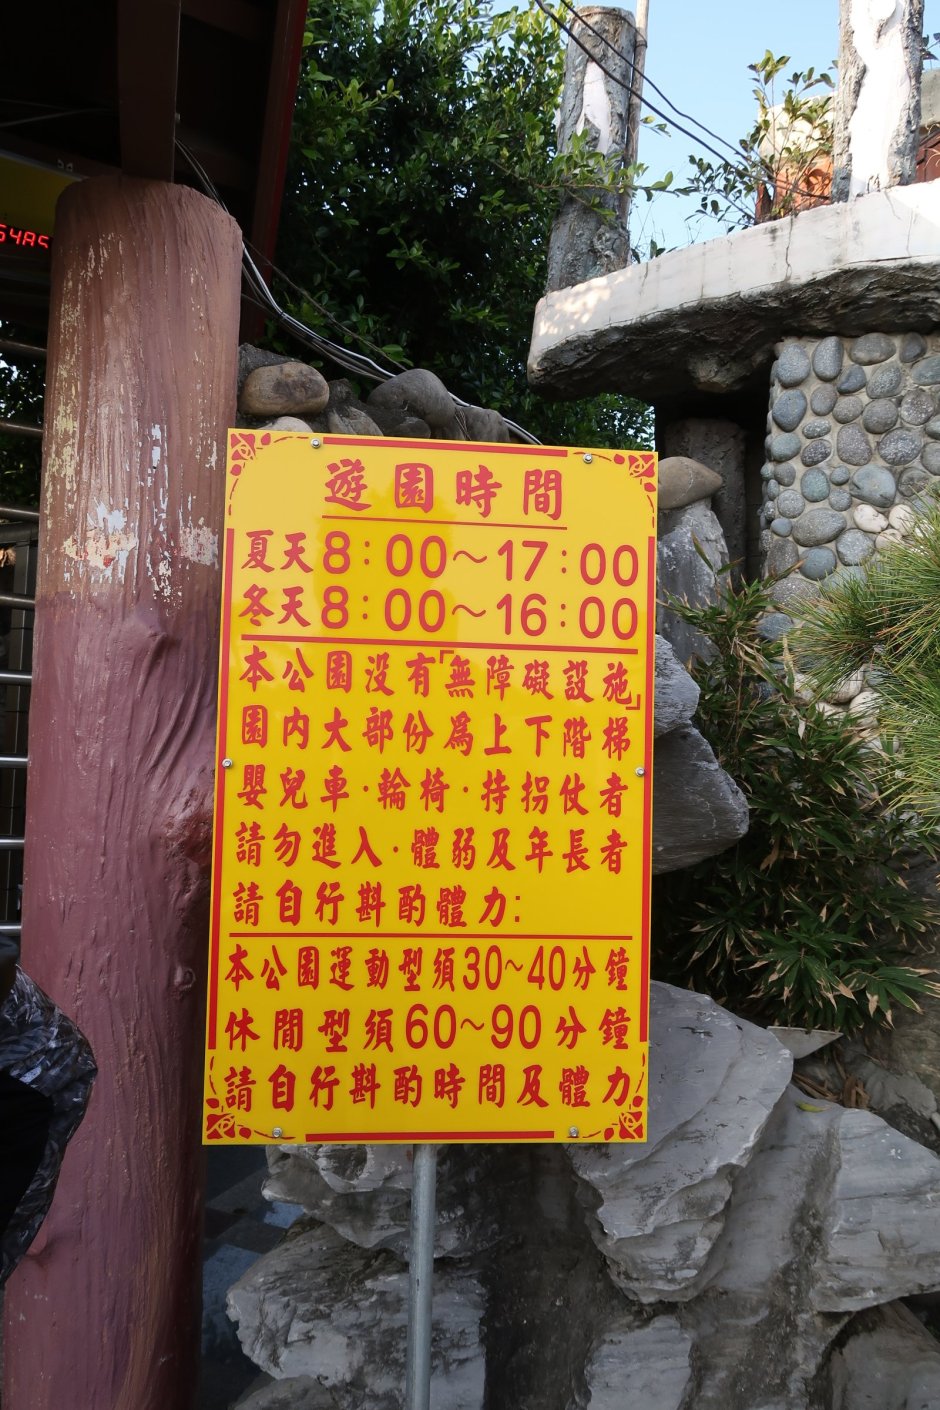 遊園時間
夏天8：00～17：00
冬天8：00～16：00
本公園没有「無障礙設施」
園内大部份為上下階梯
嬰兒車·輪椅·持拐仗者
請勿進入·體弱及年長者
請自行斟酌體力:
本公園運動型須30~40分鐘
休閒型須60~90分鐘
請自行斟酌時間及體力